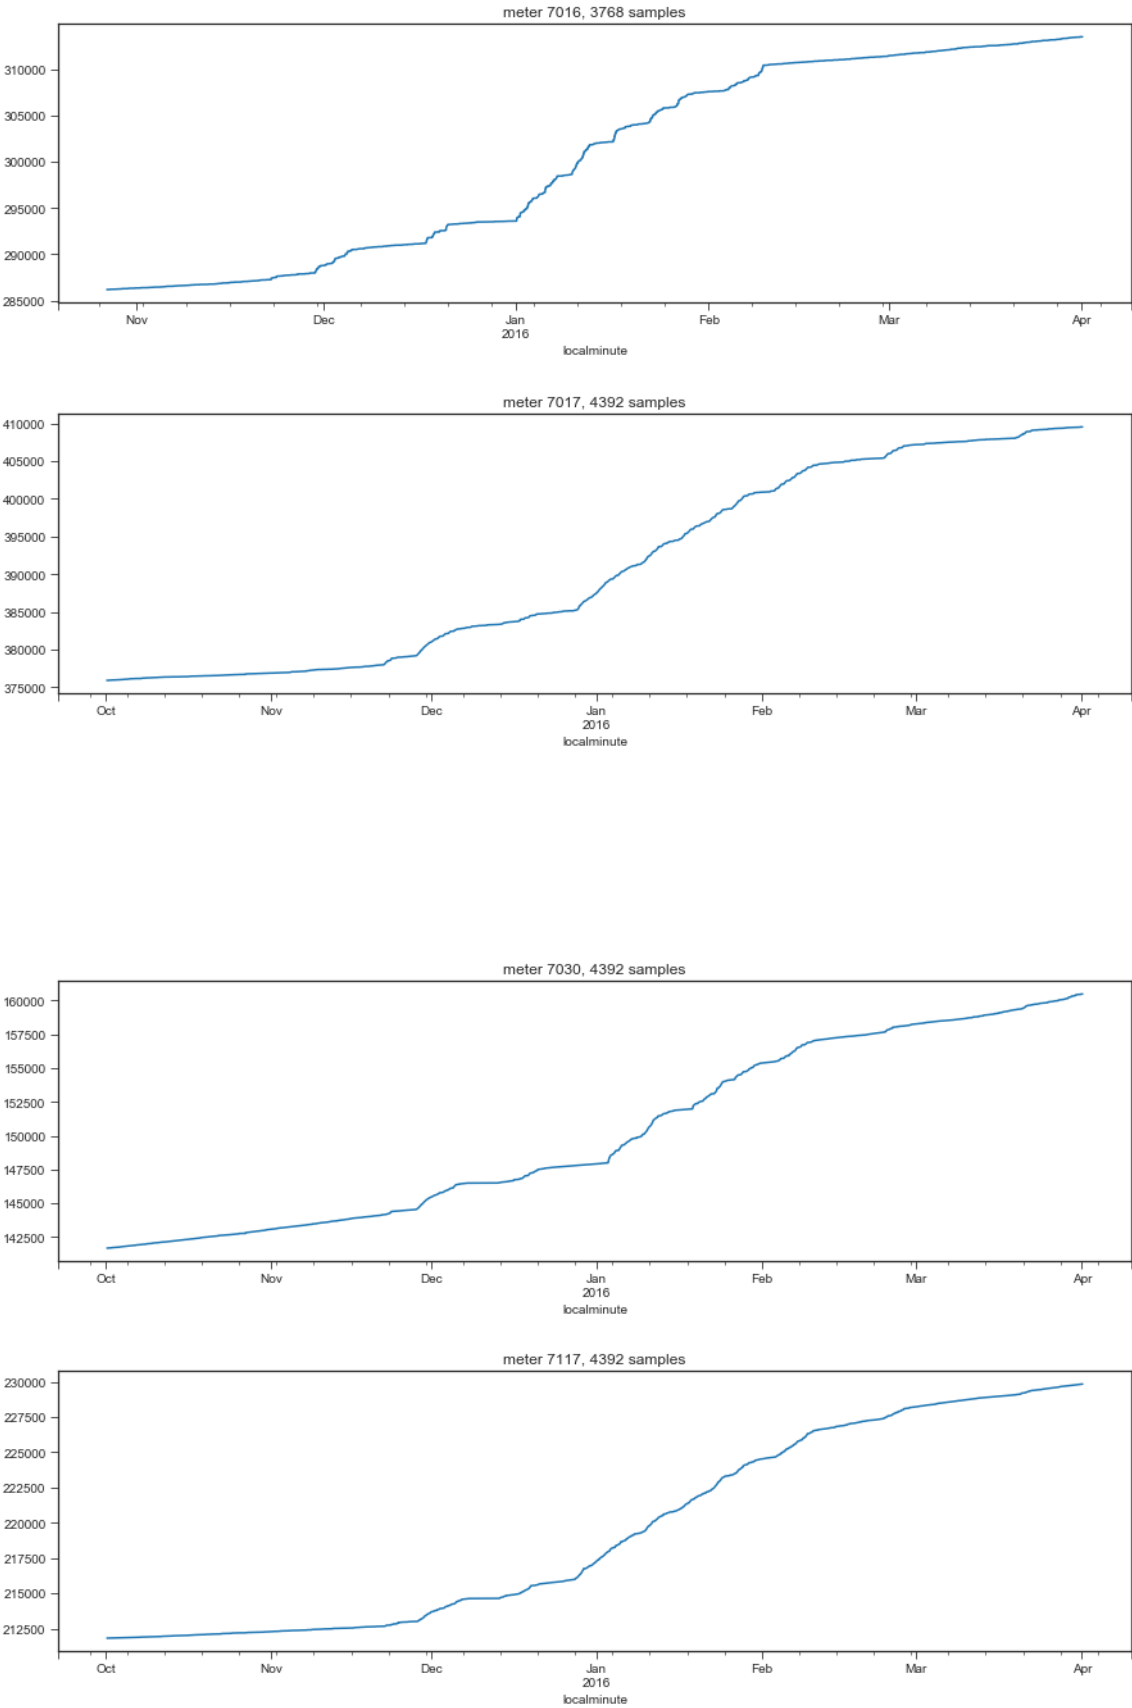 meter 7016, 3768 samples
310000
305000
300000
295000
290000
285000
Nov Dec Jan Feb Mar Apr
2016
localminute
meter 7017, 4392 samples
410000
405000
400000
395000
390000
385000
380000
375000
Oct Nov Dec Jan Feb Mar Apr
2016
localminute
meter 7030, 4392 samples
160000
157500
155000
152500
150000
147500
145000
142500
Oct Nov Dec Jan Feb Mar Apr
2016
localminute
meter 7117, 4392 samples
230000
227500
225000
222500
220000
217500
215000
212500
Oct Nov Dec Jan Feb Mar Apr
2016
localminute